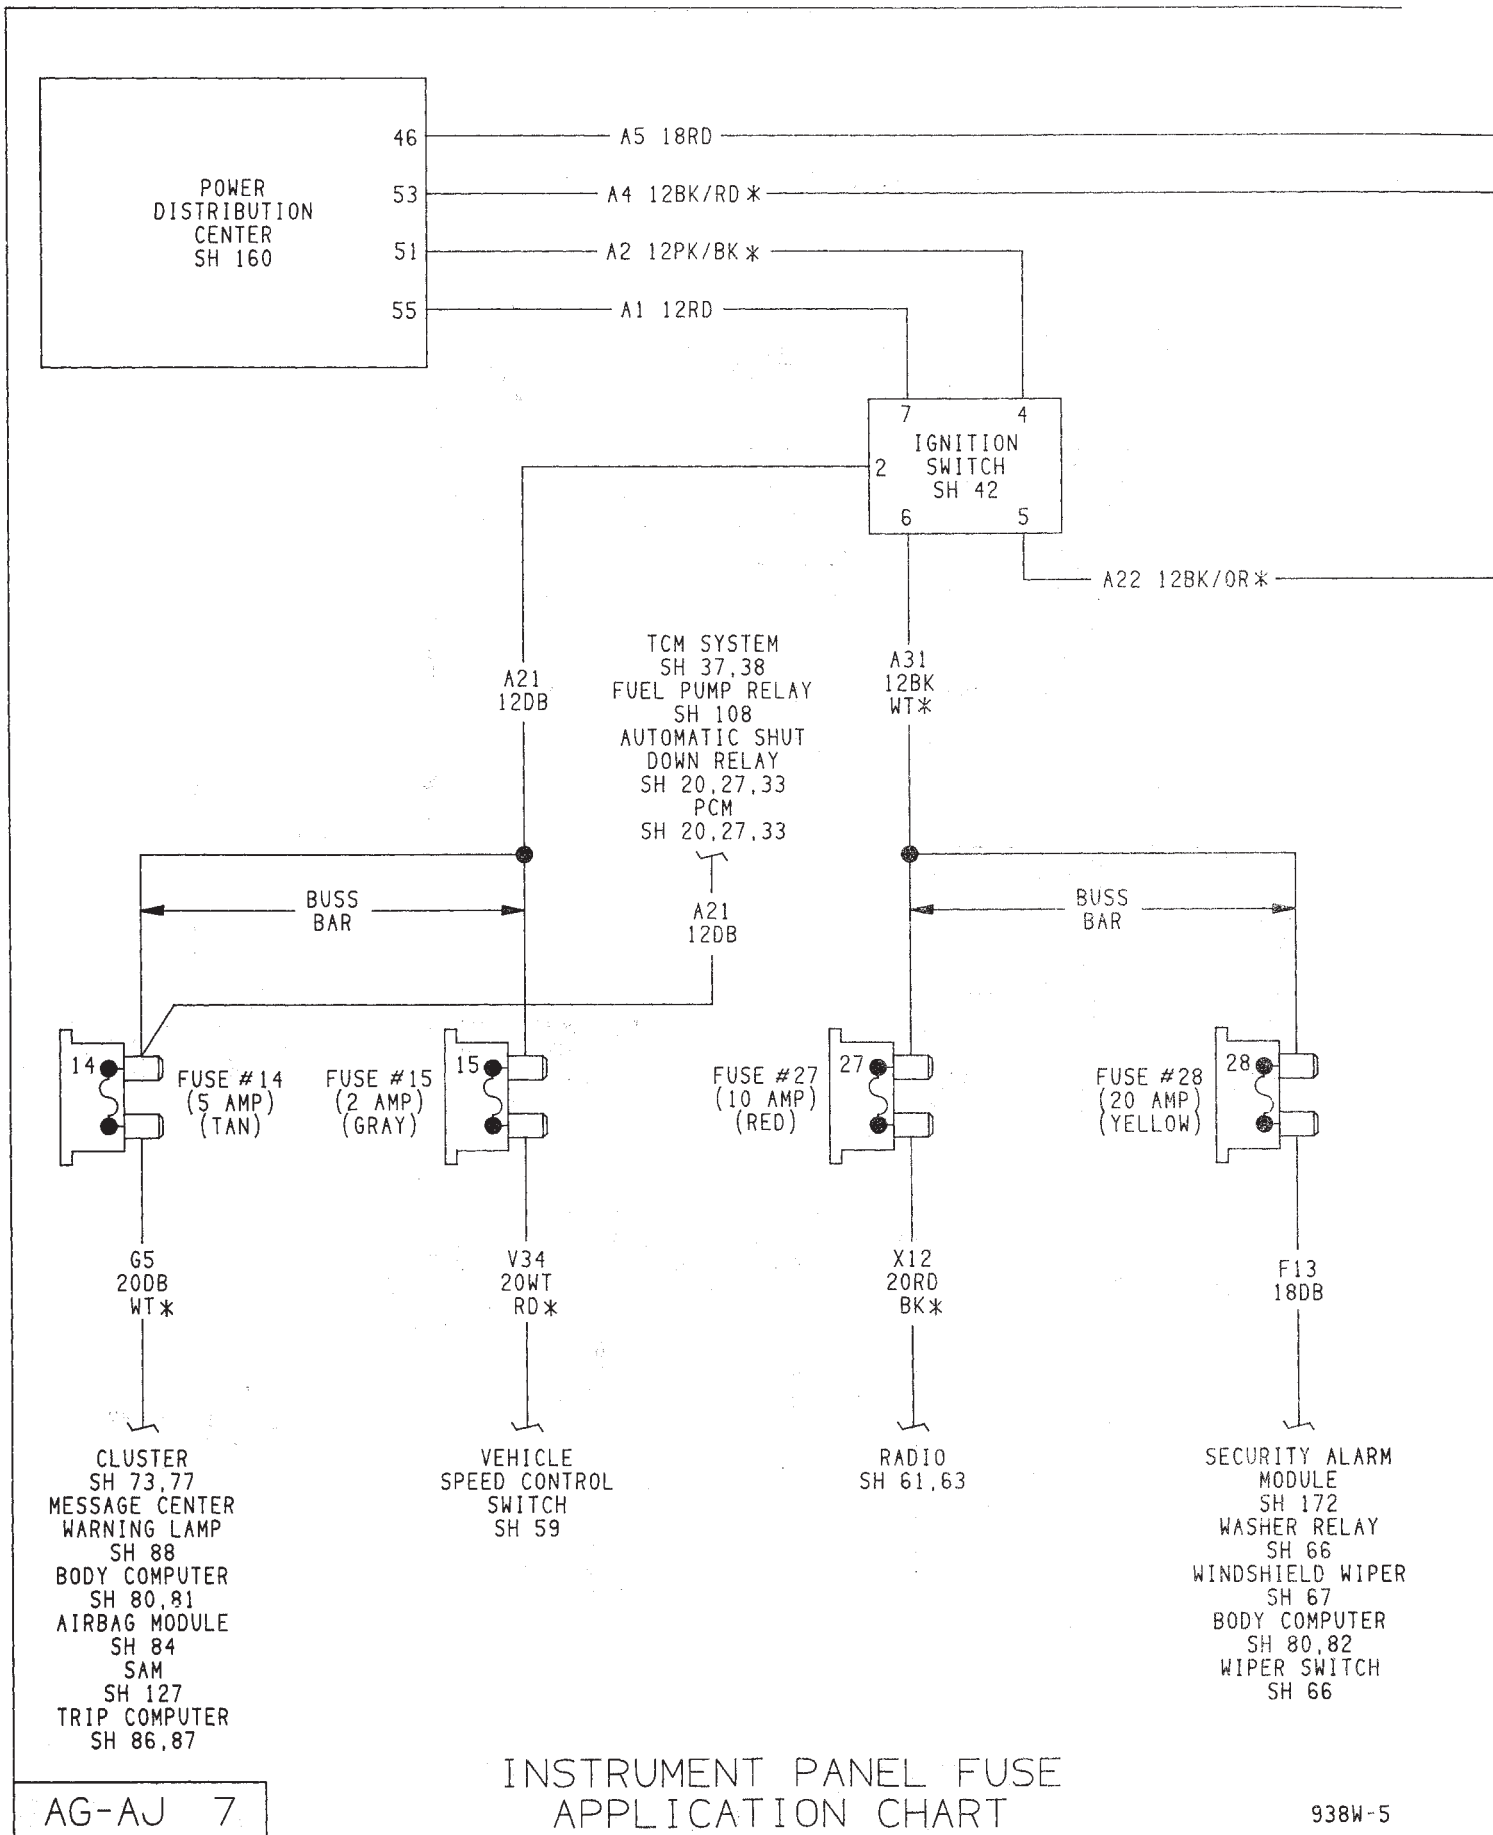 46
A5 18RD
POWER
DISTRIBUTION
CENTER
SH 160
53
A4 12BK/RD*
51
A2 12PK/BK*
55
A1 12RD
7
4
IGNITION
SWITCH
SH 42
2
6
5
A22 12BK/OR*
TCM SYSTEM
SH 37,38
FUEL PUMP RELAY
SH 108
AUTOMATIC SHUT
DOWN RELAY
SH 20,27,33
PCM
SH 20,27,33
A21
12DB
A31
12BK
WT*
BUSS
BAR
A21
12DB
BUSS
BAR
14
FUSE #14
(5 AMP)
(TAN)
FUSE #15
(2 AMP)
(GRAY)
15
FUSE #27
(10 AMP)
(RED)
27
FUSE #28
(20 AMP)
(YELLOW)
28
G5
20DB
WT*
V34
20WT
RD*
X12
20RD
BK*
F13
18DB
CLUSTER
SH 73,77
MESSAGE CENTER
WARNING LAMP
SH 88
BODY COMPUTER
SH 80,81
AIRBAG MODULE
SH 84
SAM
SH 127
TRIP COMPUTER
SH 86,87
VEHICLE
SPEED CONTROL
SWITCH
SH 59
RADIO
SH 61,63
SECURITY ALARM
MODULE
SH 172
WASHER RELAY
SH 66
WINDSHIELD WIPER
SH 67
BODY COMPUTER
SH 80,82
WIPER SWITCH
SH 66
AG-AJ 7
INSTRUMENT PANEL FUSE
APPLICATION CHART
938W-5